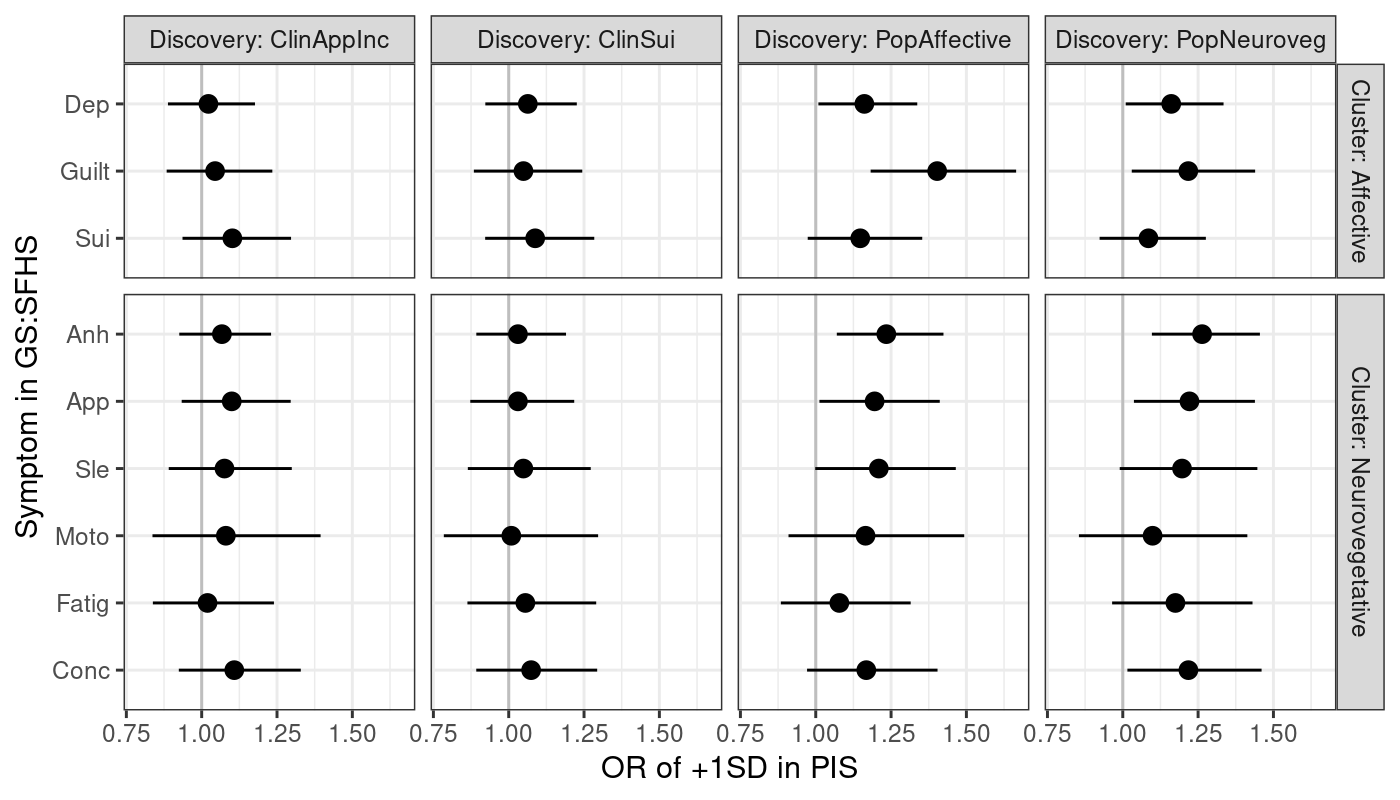 Discovery: ClinAppInc
Discovery: ClinSui
Discovery: PopAffective
Discovery: PopNeuroveg
Dep
Guilt
Sui
Cluster: Affective
Anh
App
Sle
Moto
Fatig
Conc
Cluster: Neurovegetative
Symptom in GS:SFHS
0.75 1.00 1.25 1.50 0.75 1.00 1.25 1.50 0.75 1.00 1.25 1.50 0.75 1.00 1.25 1.50
OR of +1SD in PIS